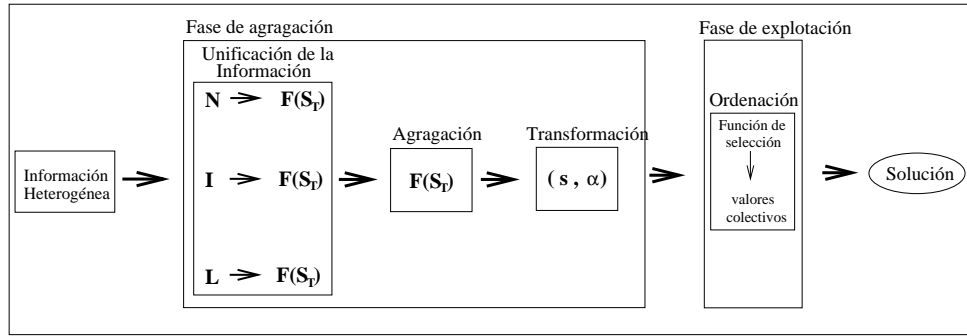 Fase de agragación
Unificación de la
Información
N → F(S_T)
I → F(S_T)
L → F(S_T)
Información
Heterogénea
Agragación
F(S_T)
Transformación
( s , α)
Fase de explotación
Ordenación
Función de
selección
valores
colectivos
Solución